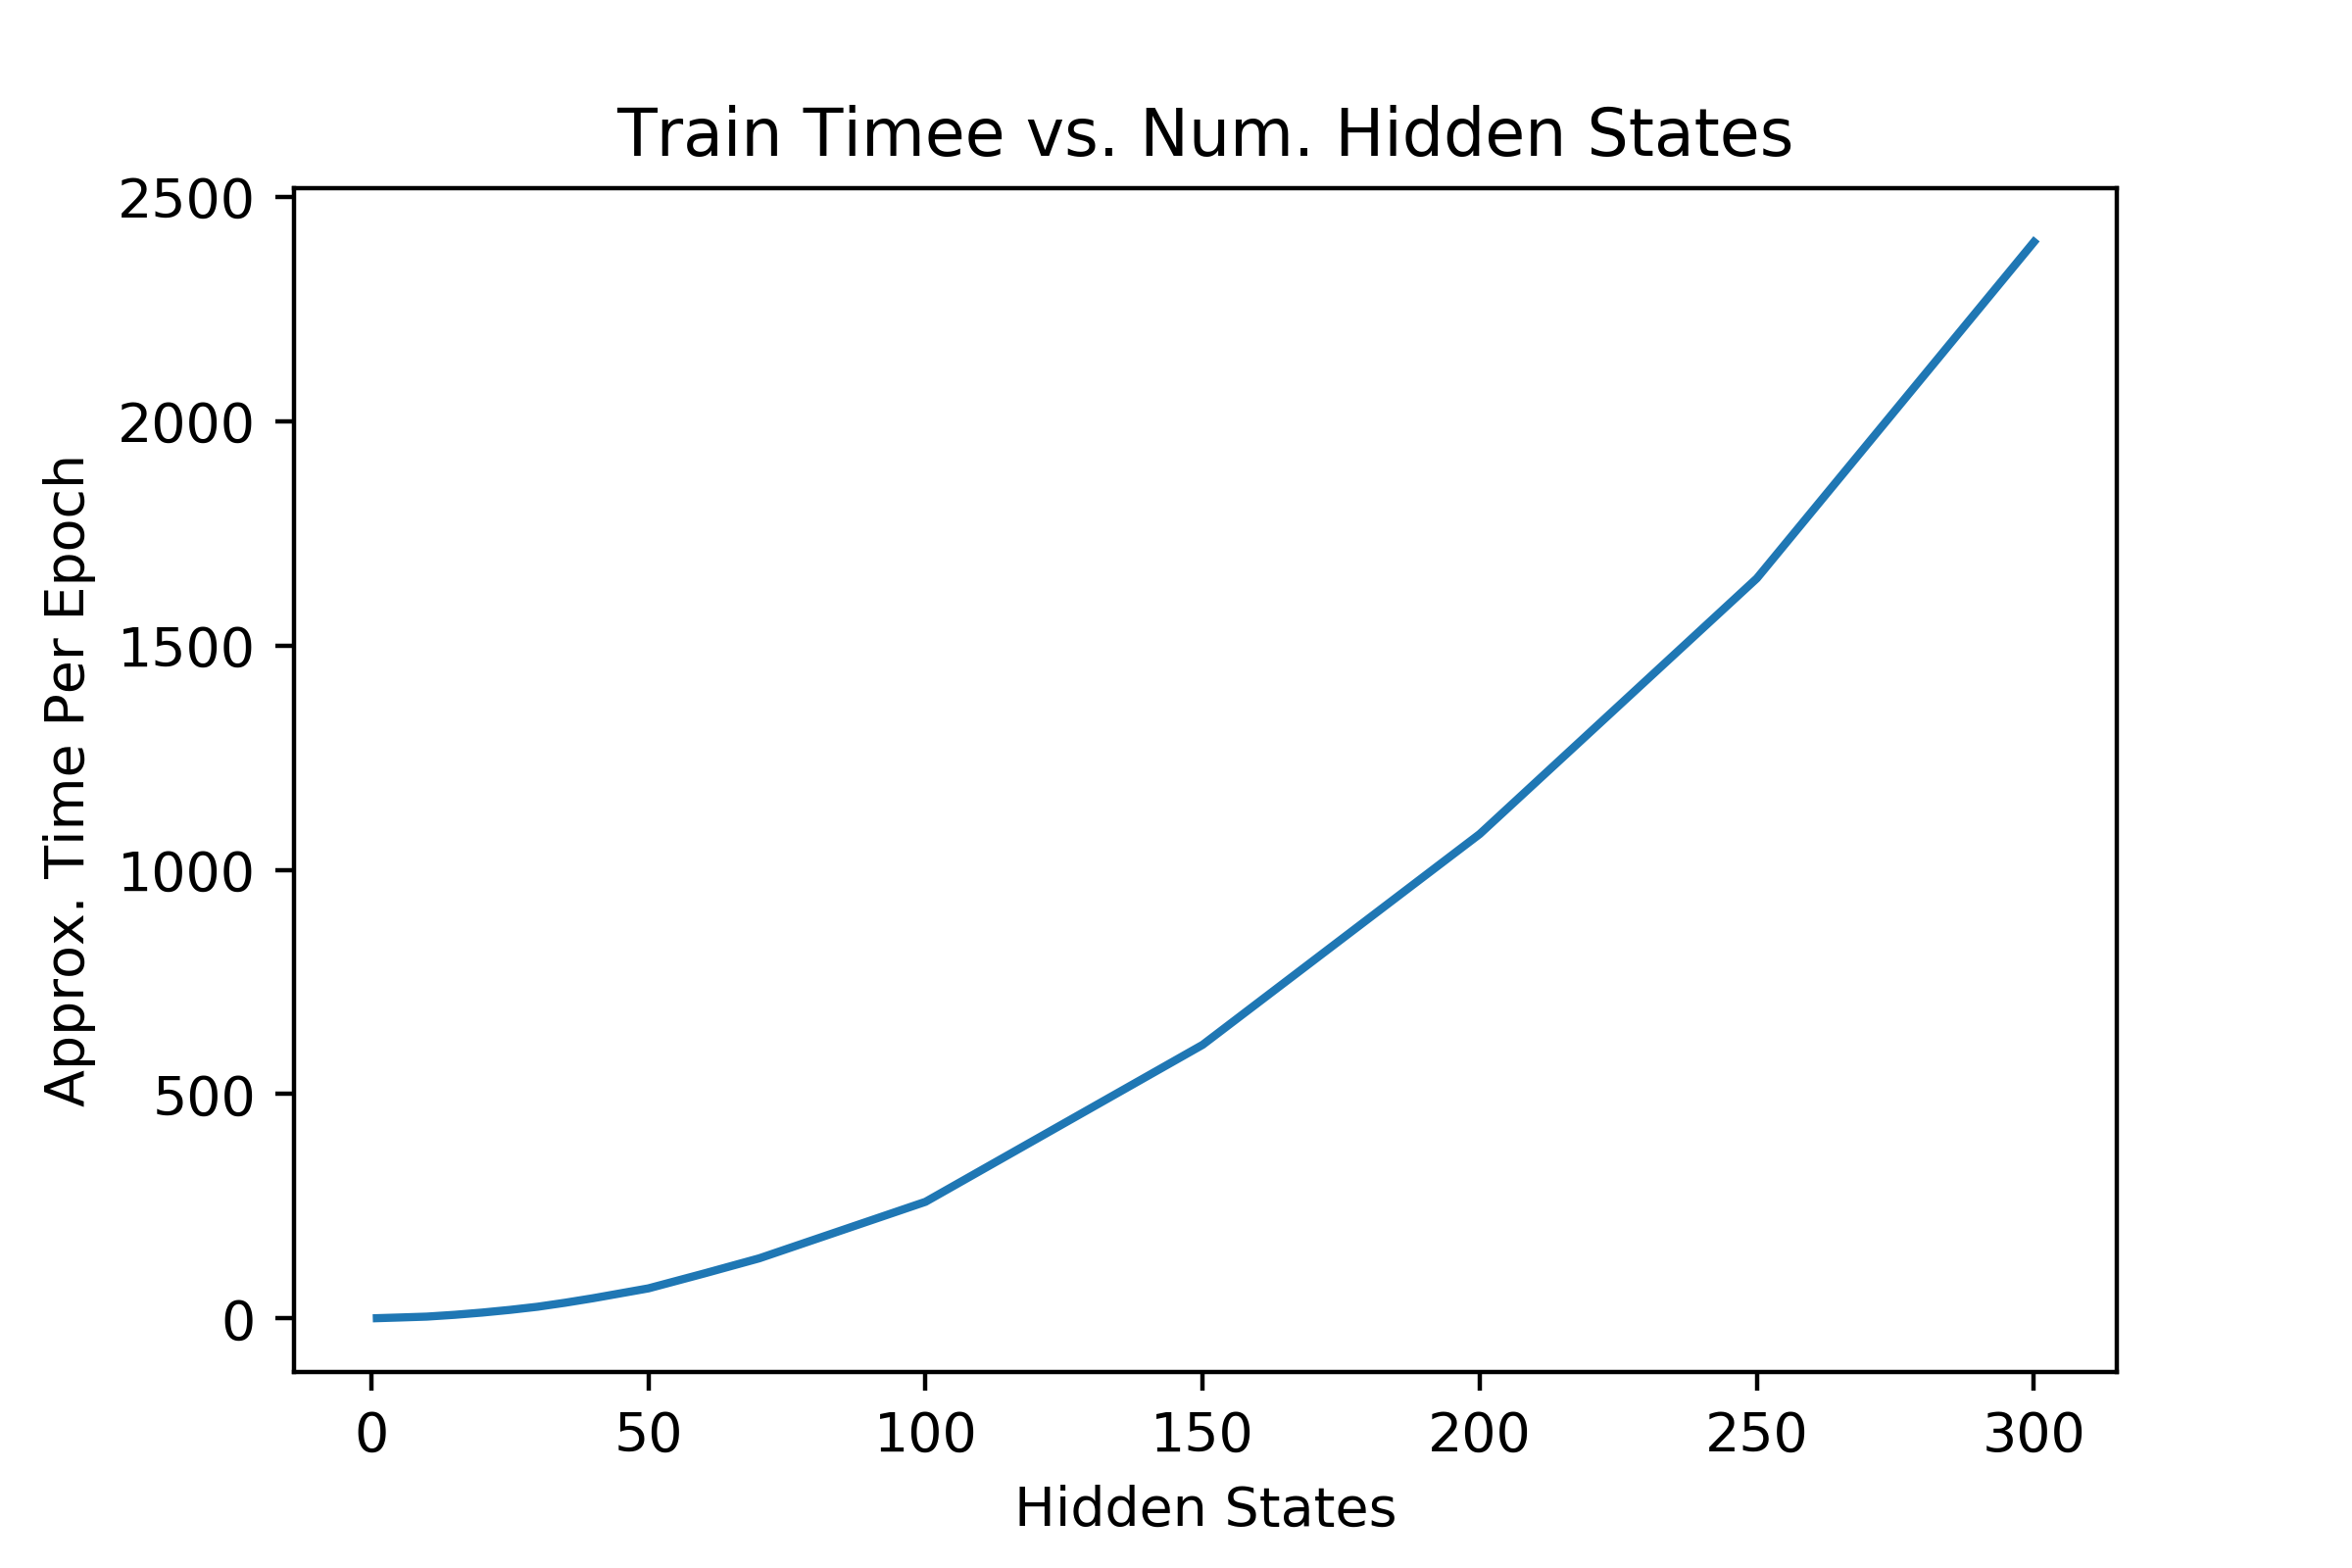 Train Timee vs. Num. Hidden States
2500
2000
1500
1000
500
0
Approx. Time Per Epoch
0 50 100 150 200 250 300
Hidden States